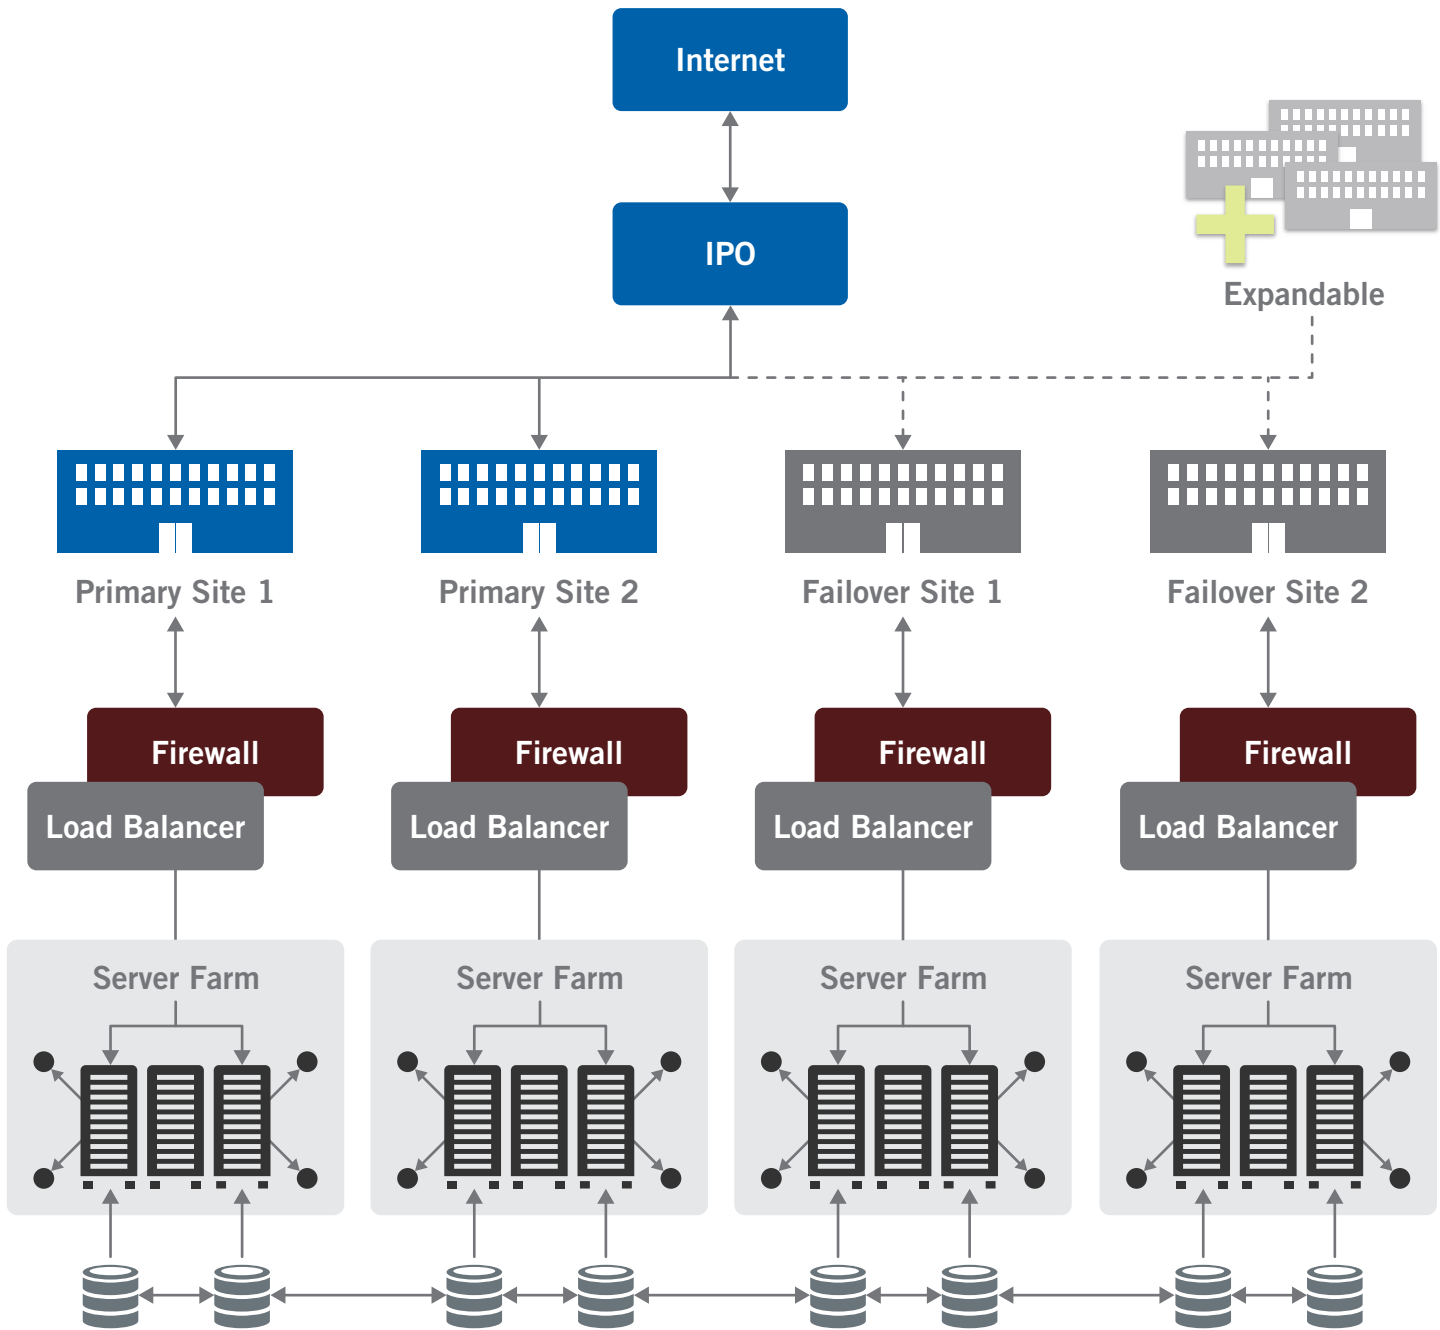 Internet
IPO
Expandable
Primary Site 1
Primary Site 2
Failover Site 1
Failover Site 2
Firewall
Firewall
Firewall
Firewall
Load Balancer
Load Balancer
Load Balancer
Load Balancer
Server Farm
Server Farm
Server Farm
Server Farm